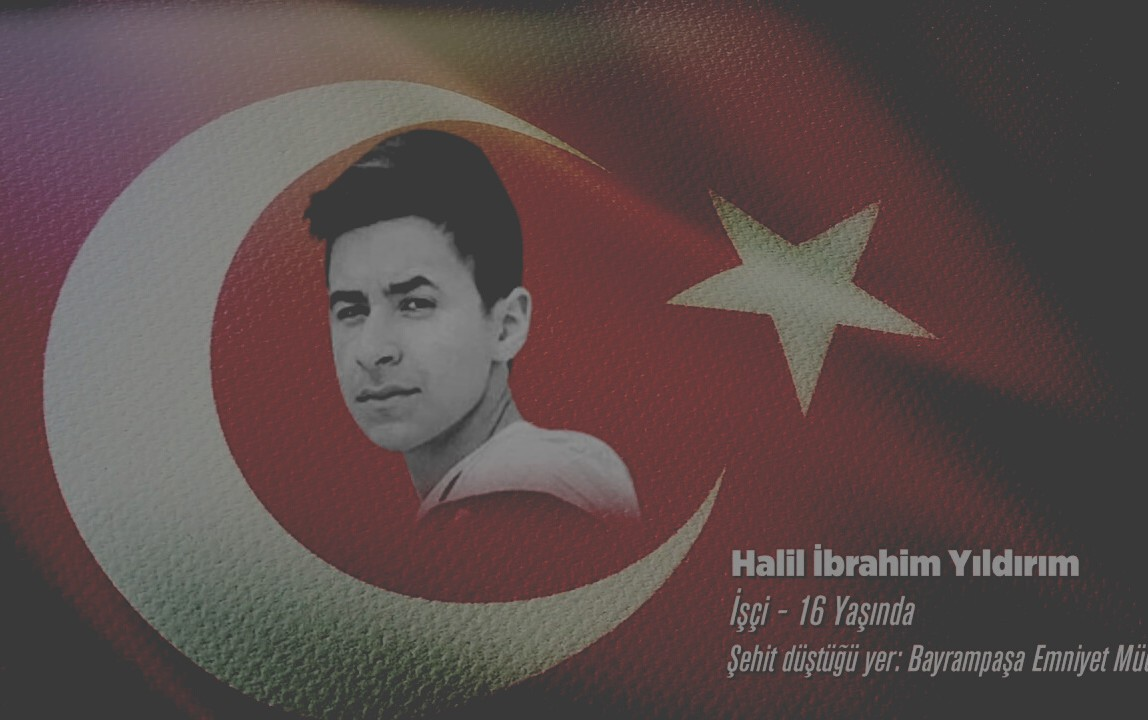 Halil İbrahim Yıldırım
İşçi - 16 Yaşında
Şehit düştüğü yer: Bayrampaşa Emniyet